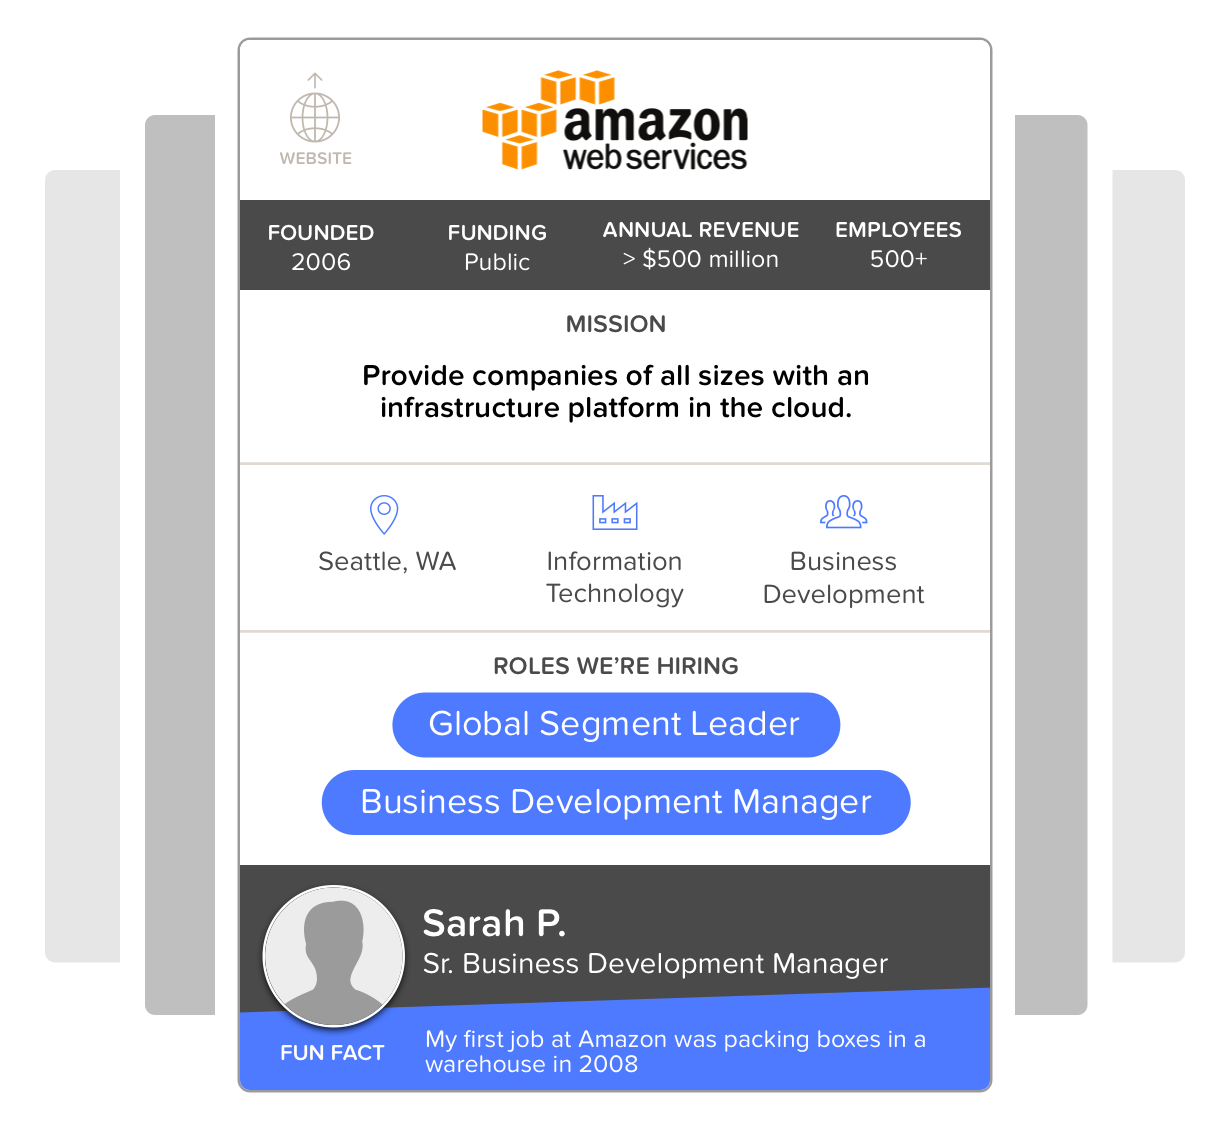 WEBSITE
amazon
web services
FOUNDED
2006
FUNDING
Public
ANNUAL REVENUE
> $500 million
EMPLOYEES
500+
MISSION
Provide companies of all sizes with an
infrastructure platform in the cloud.
Seattle, WA
Information
Technology
Business
Development
ROLES WE’RE HIRING
Global Segment Leader
Business Development Manager
Sarah P.
Sr. Business Development Manager
FUN FACT
My first job at Amazon was packing boxes in a
warehouse in 2008